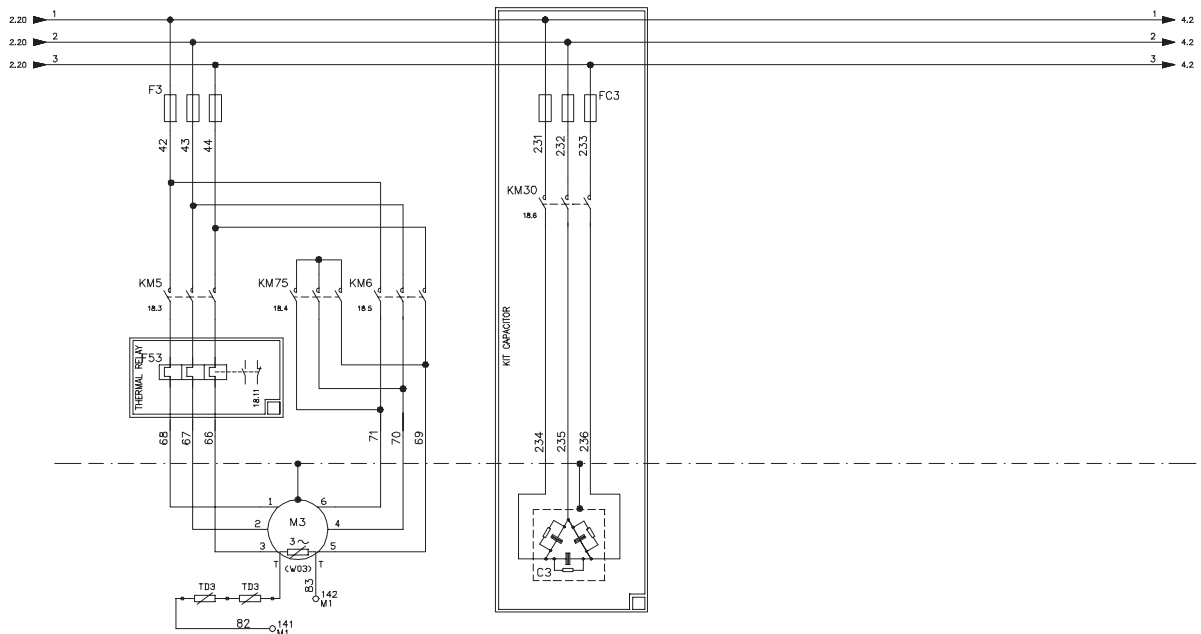 2.20 1 1 4.2
2.20 2 2 4.2
2.20 3 3 4.2
F3 FC3
42 43 44 231 232 233
KM30
18.6
KM5 KM75 KM6
18.3 18.4 18.5
KIT CAPACITOR
THERMAL RELAY
F53
18.11
68 67 66 71 70 69 234 235 236
1 6
M3
2 4
3 3~ 5
T (W03) T
C3
TD3 TD3 83 142
M1
82 141
M1